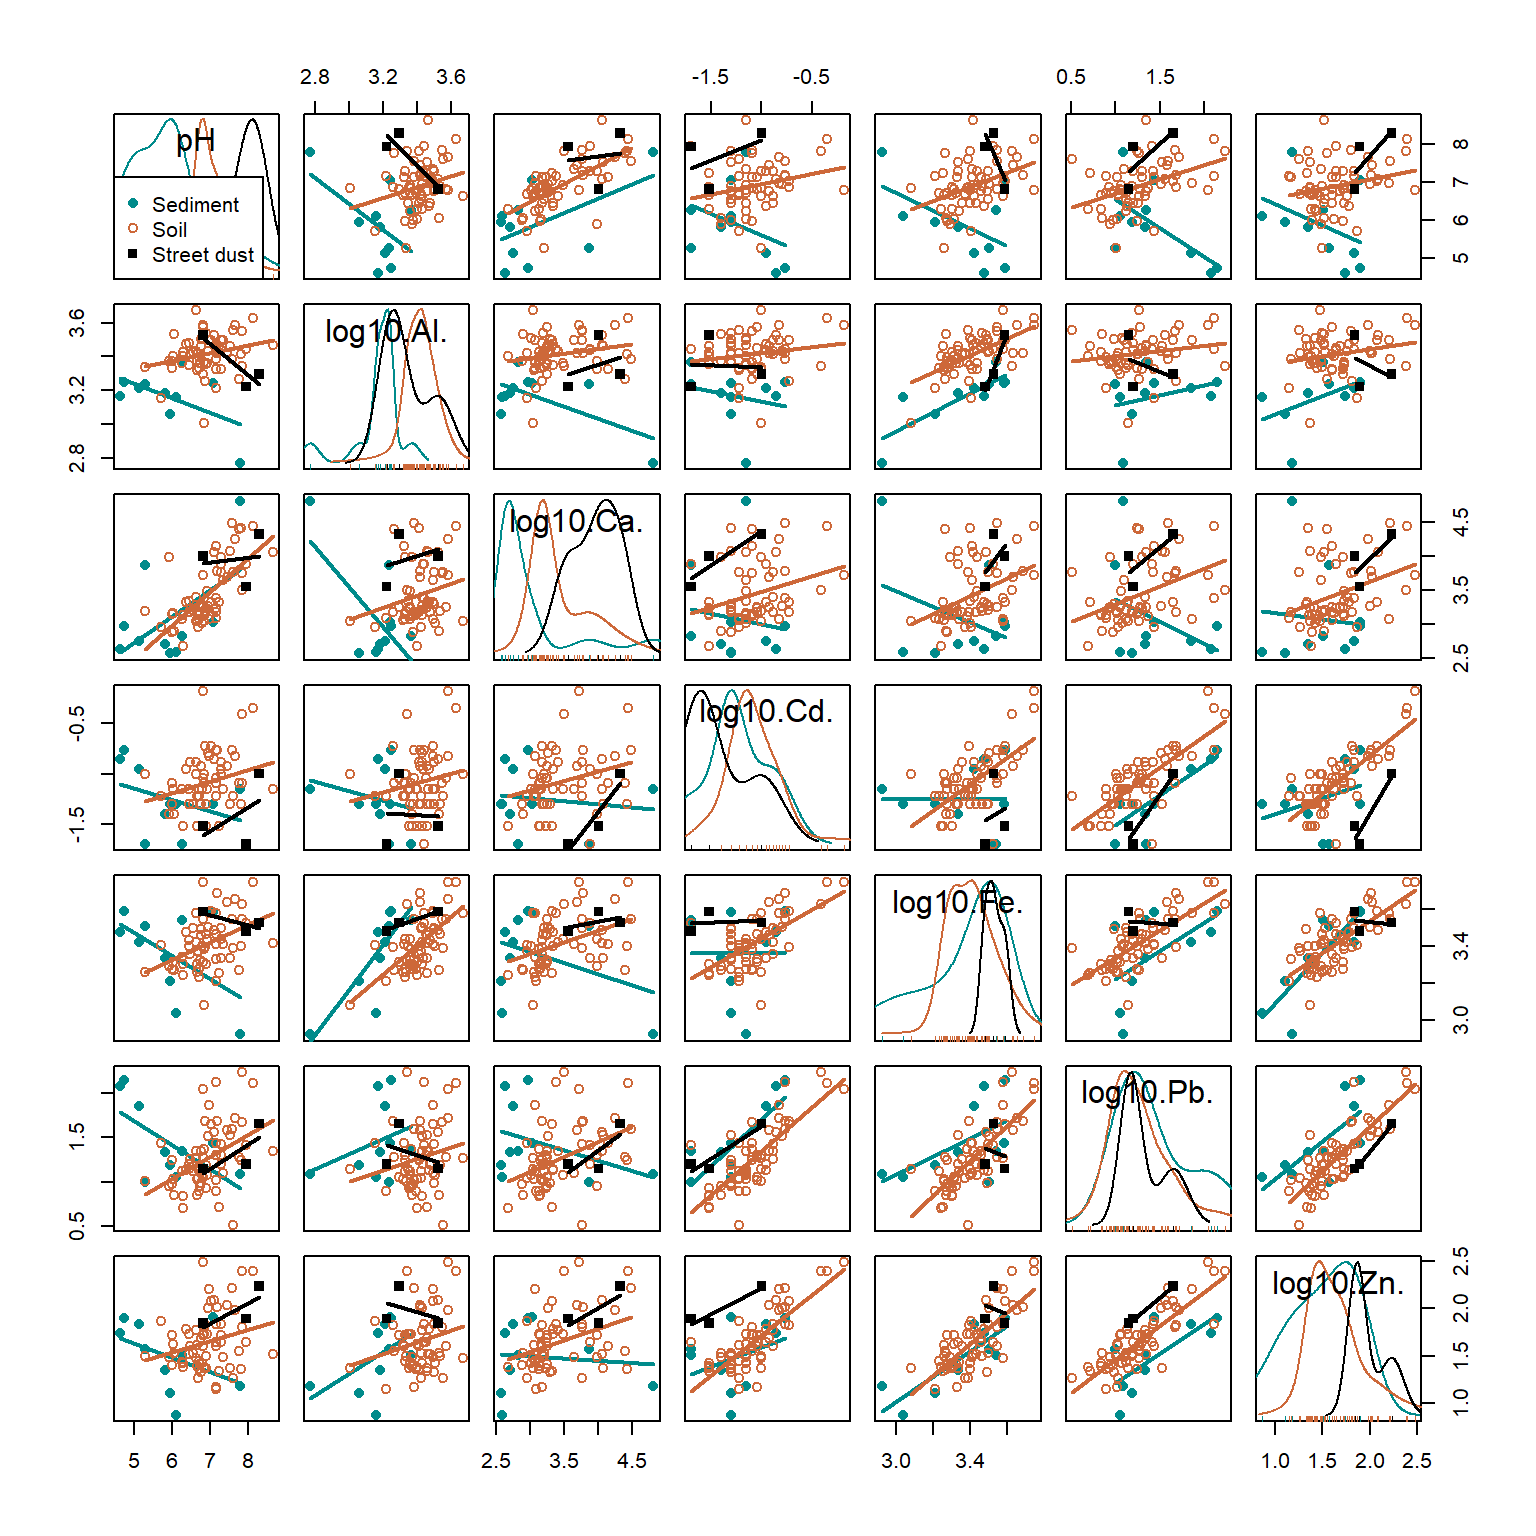 2.8 3.2 3.6 -1.5 -0.5 0.5 1.5
pH
Sediment
Soil
Street dust
5 6 7 8
log10.Al.
2.8 3.2 3.6
log10.Ca.
2.5 3.5 4.5
log10.Cd.
-1.5 -0.5
log10.Fe.
3.0 3.4
log10.Pb.
0.5 1.5
log10.Zn.
1.0 1.5 2.0 2.5
5 6 7 8 2.5 3.5 4.5 3.0 3.4 1.0 1.5 2.0 2.5